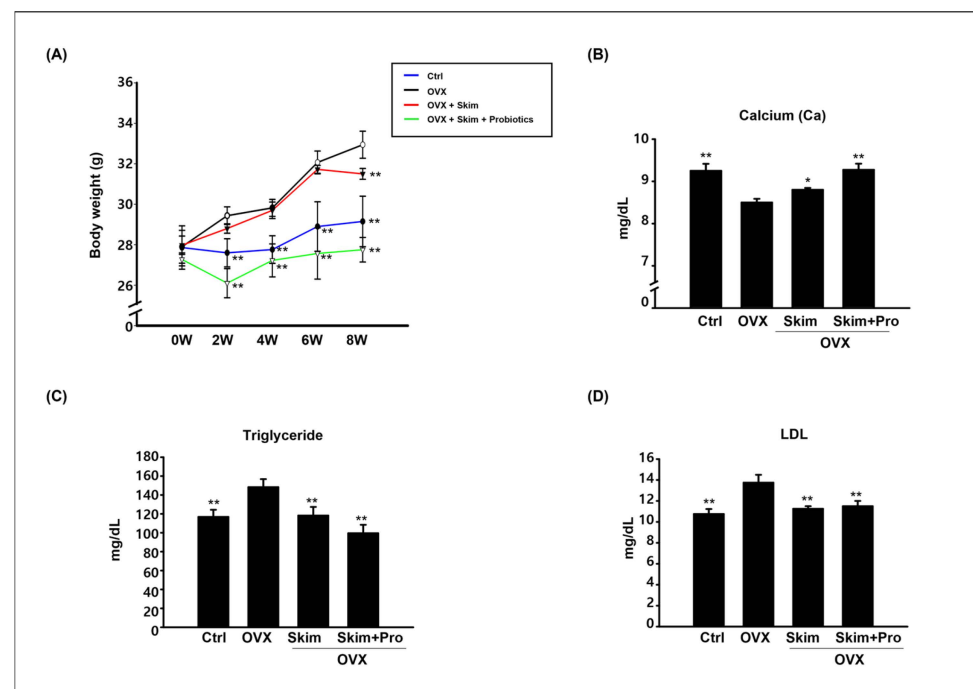 (A)
Ctrl
OVX
OVX + Skim
OVX + Skim + Probiotics
Body weight (g)
36
34
32
30
28
26
0
**
**
**
**
**
**
**
**
**
0W 2W 4W 6W 8W
(B)
Calcium (Ca)
mg/dL
10
9
8
7
0
** * **
Ctrl OVX Skim Skim+Pro
OVX
(C)
Triglyceride
mg/dL
180
160
140
120
100
80
60
40
20
0
** ** **
Ctrl OVX Skim Skim+Pro
OVX
(D)
LDL
mg/dL
16
14
12
10
8
6
4
2
0
** ** **
Ctrl OVX Skim Skim+Pro
OVX